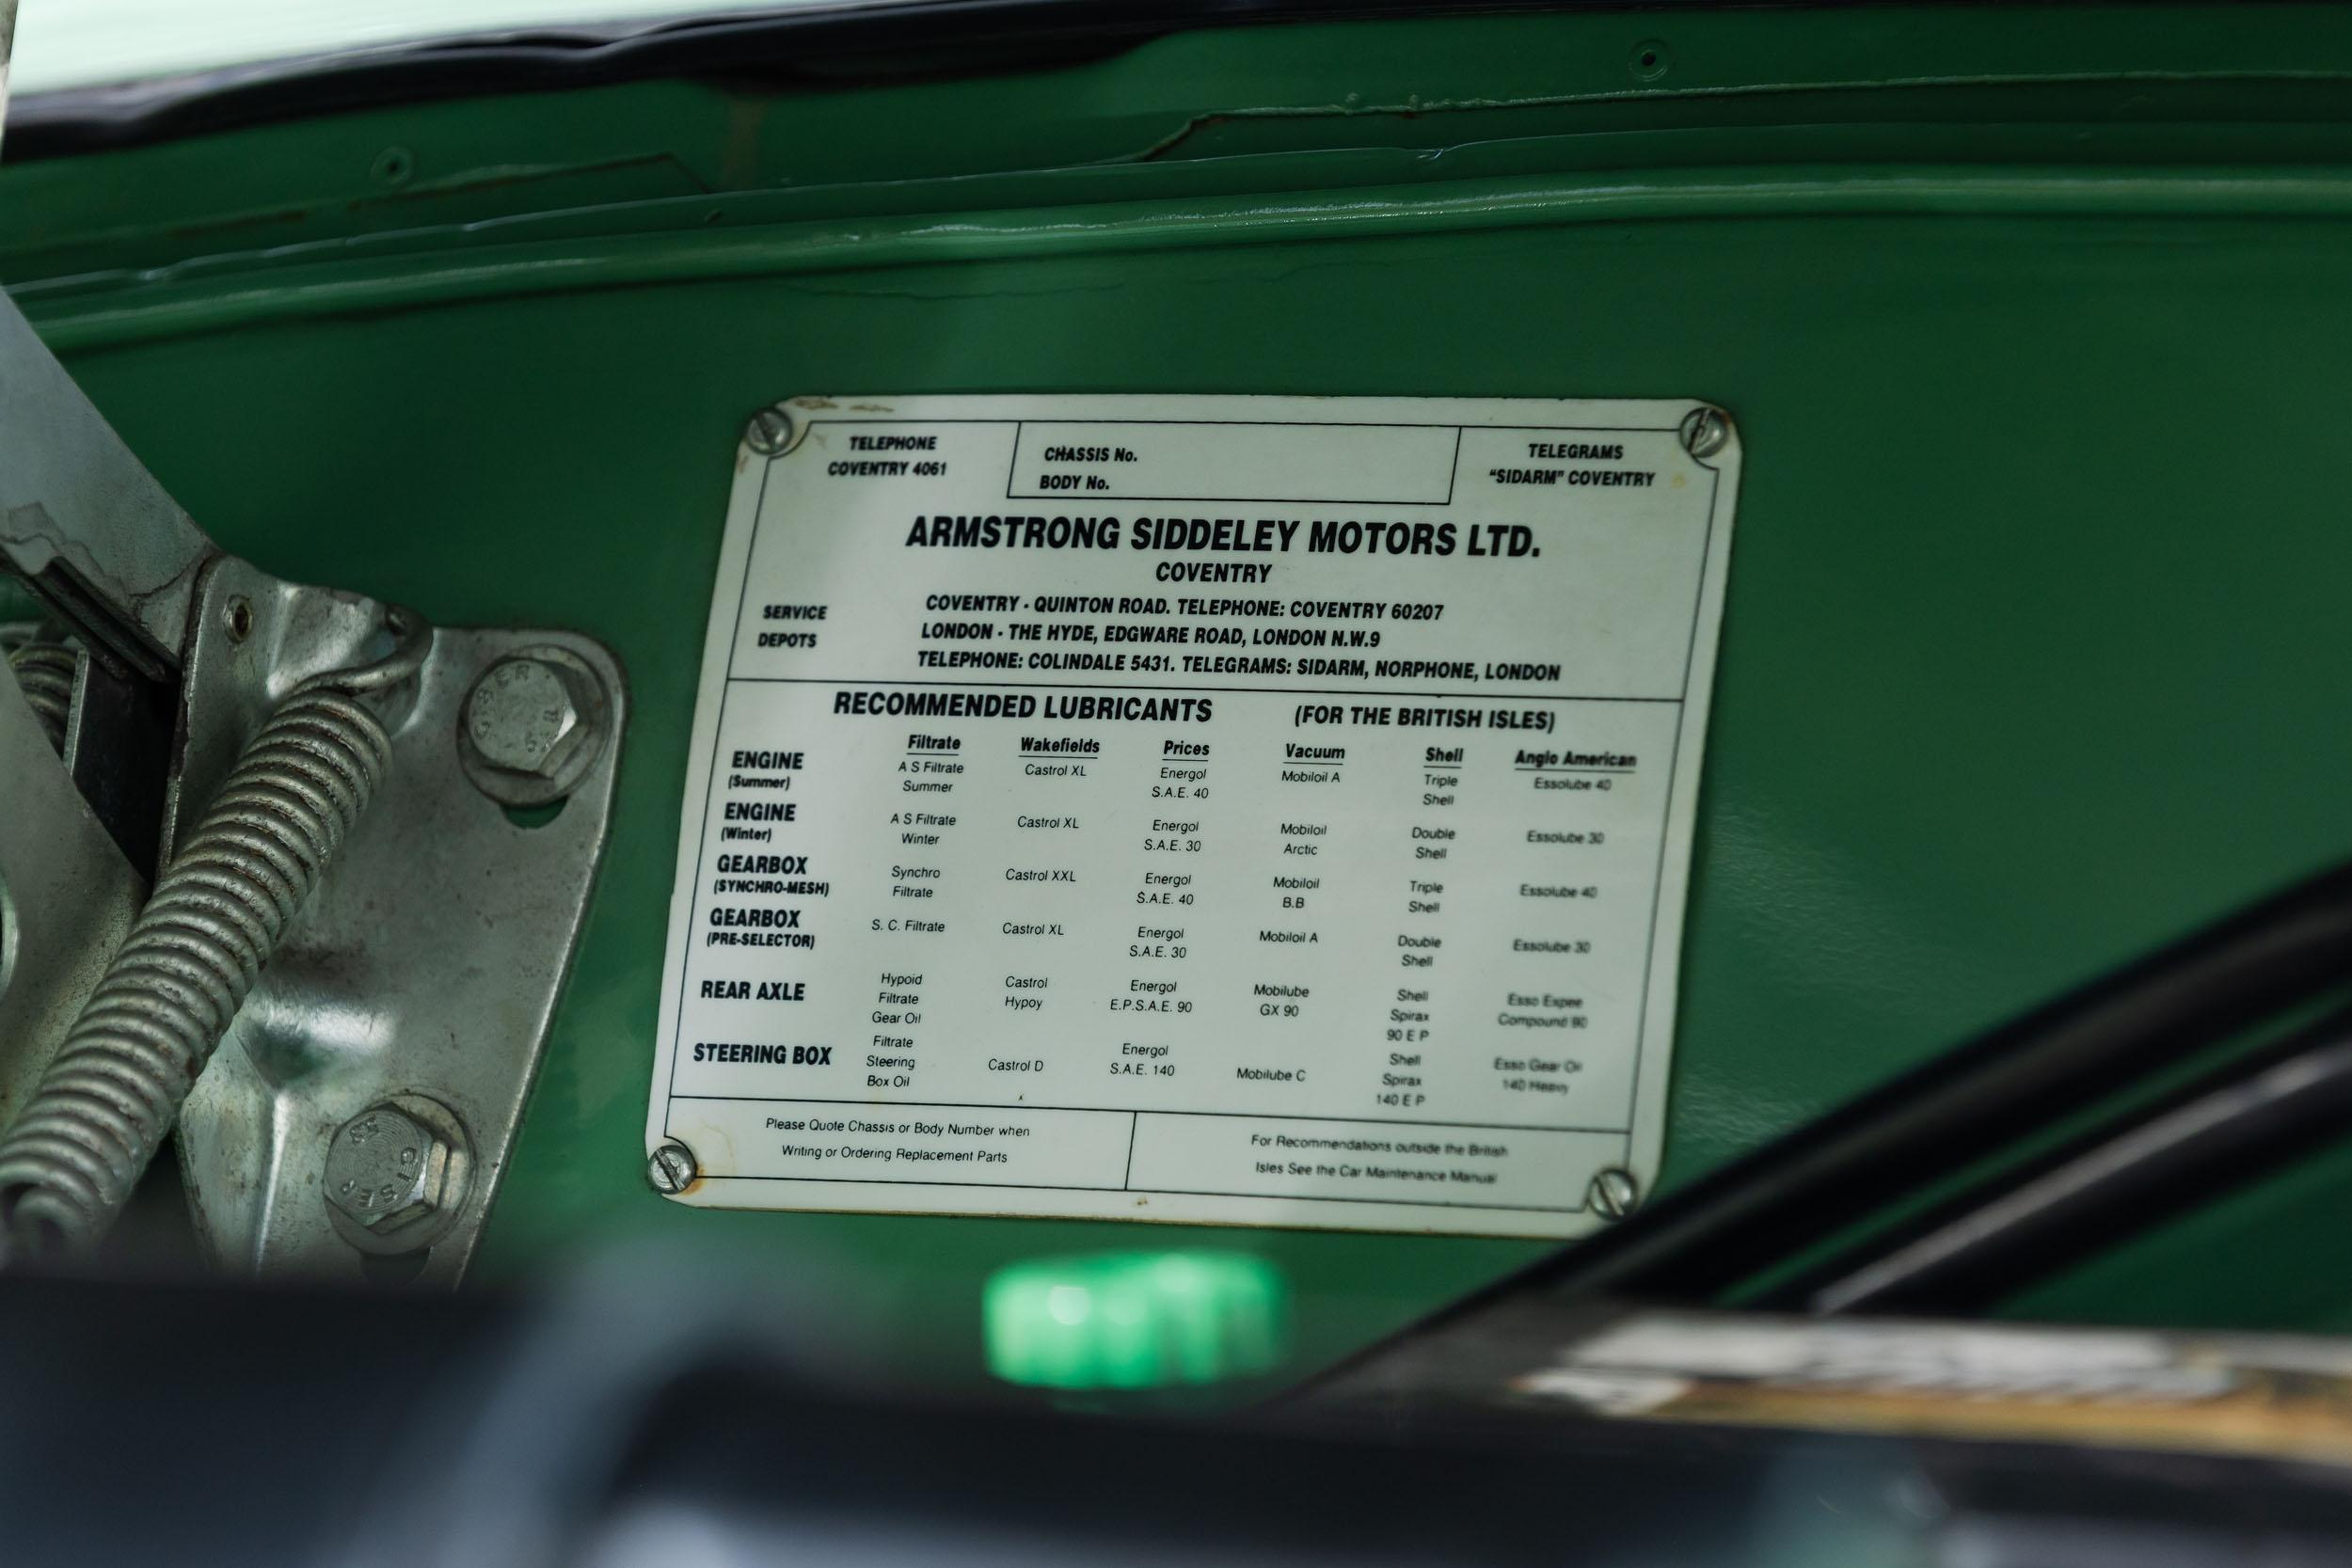 TELEPHONE
COVENTRY 4061
CHASSIS No.
BODY No.
TELEGRAMS
“SIDARM” COVENTRY
ARMSTRONG SIDDELEY MOTORS LTD.
COVENTRY
SERVICE
DEPOTS
COVENTRY - QUINTON ROAD. TELEPHONE: COVENTRY 60207
LONDON - THE HYDE, EDGWARE ROAD, LONDON N.W.9
TELEPHONE: COLINDALE 5431. TELEGRAMS: SIDARM, NORPHONE, LONDON
RECOMMENDED LUBRICANTS (FOR THE BRITISH ISLES)
Filtrate Wakefields Prices Vacuum Shell Anglo American
ENGINE A S Filtrate Castrol XL Energol Mobiloil A Triple Essolube 40
(Summer) Summer S.A.E. 40 Shell
ENGINE A S Filtrate Castrol XL Energol Mobiloil Double Essolube 30
(Winter) Winter S.A.E. 30 Arctic Shell
GEARBOX Synchro Castrol XXL Energol Mobiloil Triple Essolube 40
(SYNCHRO-MESH) Filtrate S.A.E. 40 B.B Shell
GEARBOX S. C. Filtrate Castrol XL Energol Mobiloil A Double Essolube 30
(PRE-SELECTOR) S.A.E. 30 Shell
REAR AXLE Hypoid Castrol Energol Mobilube Shell Esso Expee
Filtrate Hypoy E.P.S.A.E. 90 GX 90 Spirax Compound 90
Gear Oil 90 E P
STEERING BOX Filtrate Castrol D Energol Mobilube C Shell Esso Gear Oil
Steering S.A.E. 140 Spirax 140 Heavy
Box Oil 140 E P
Please Quote Chassis or Body Number when
Writing or Ordering Replacement Parts
For Recommendations outside the British
Isles See the Car Maintenance Manual